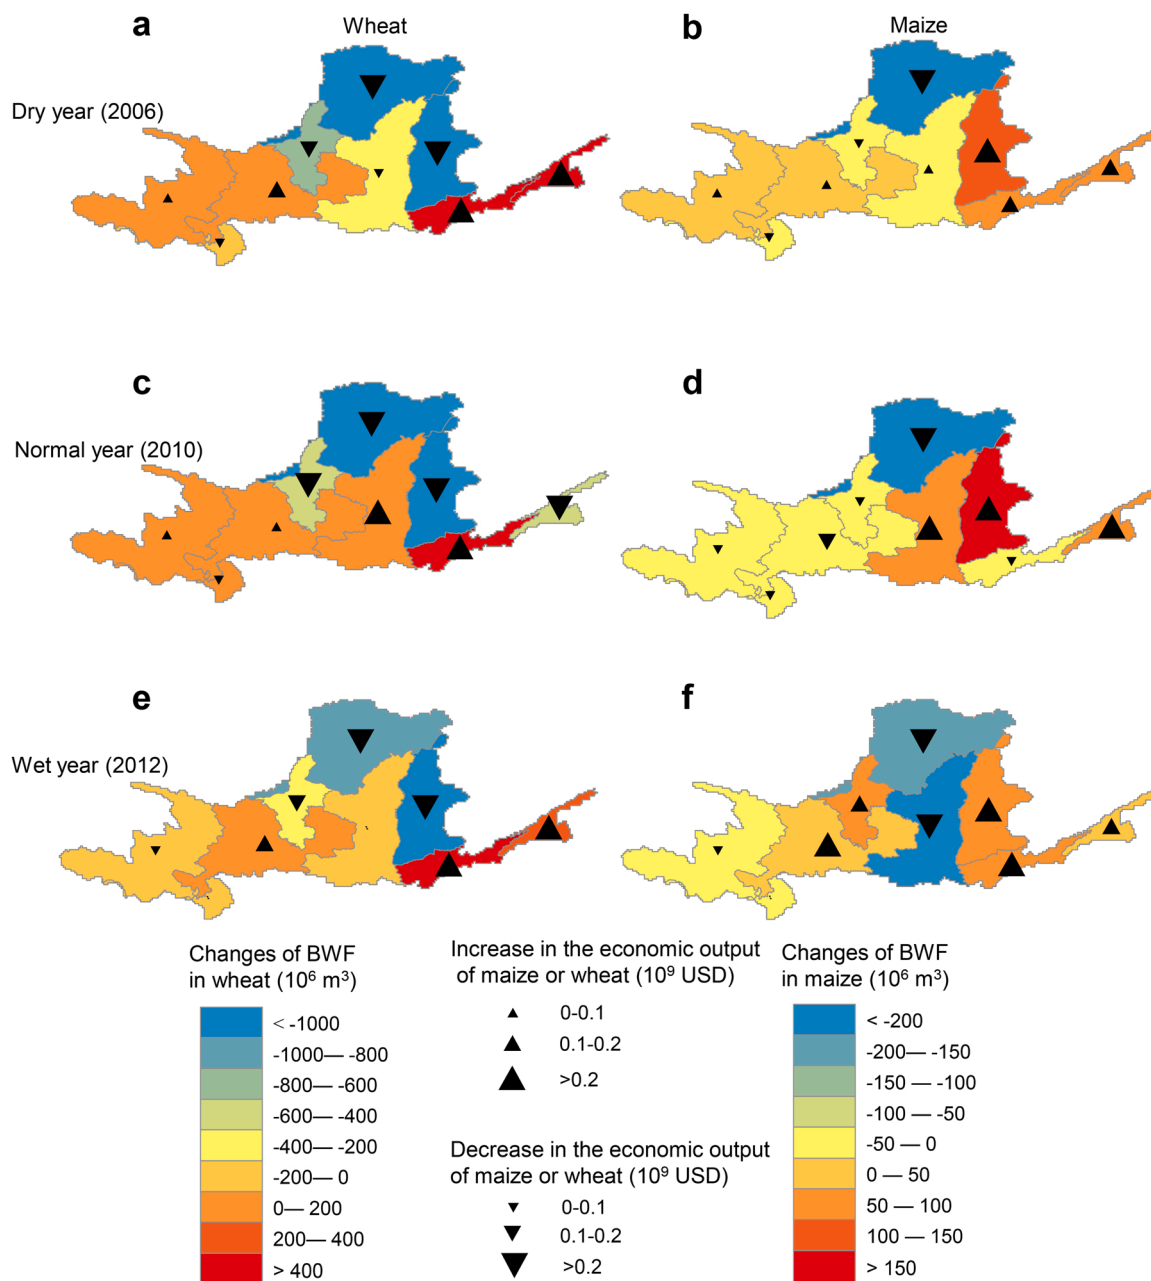 a
Wheat
b
Maize
Dry year (2006)
c
d
Normal year (2010)
e
f
Wet year (2012)
Changes of BWF
in wheat (10⁶ m³)
< -1000
-1000— -800
-800— -600
-600— -400
-400— -200
-200— 0
0— 200
200— 400
> 400
Increase in the economic output
of maize or wheat (10⁹ USD)
0-0.1
0.1-0.2
>0.2
Decrease in the economic output
of maize or wheat (10⁹ USD)
0-0.1
0.1-0.2
>0.2
Changes of BWF
in maize (10⁶ m³)
< -200
-200— -150
-150 — -100
-100 — -50
-50 — 0
0 — 50
50 — 100
100 — 150
> 150